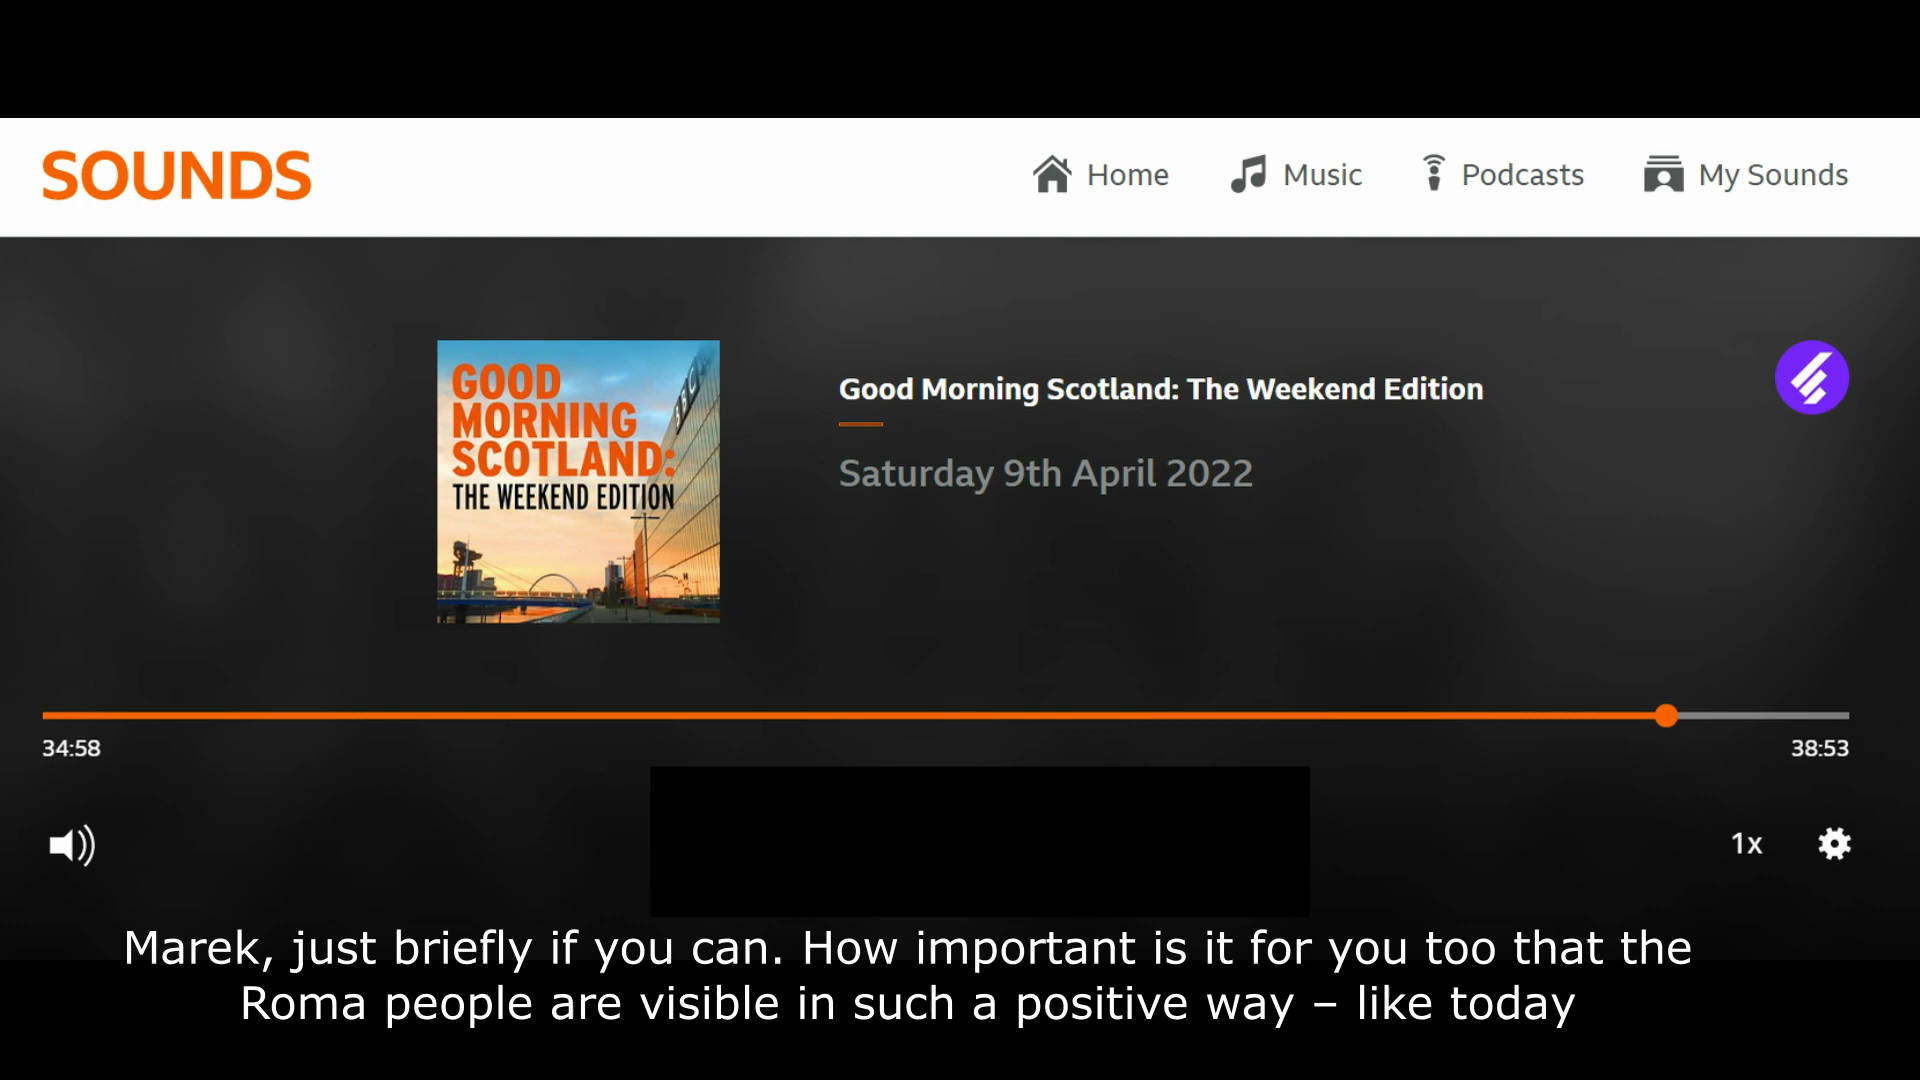 SOUNDS
Home
Music
Podcasts
My Sounds
GOOD
MORNING
SCOTLAND:
THE WEEKEND EDITION
BBC
Good Morning Scotland: The Weekend Edition
Saturday 9th April 2022
34:58
38:53
1x
Marek, just briefly if you can. How important is it for you too that the
Roma people are visible in such a positive way – like today